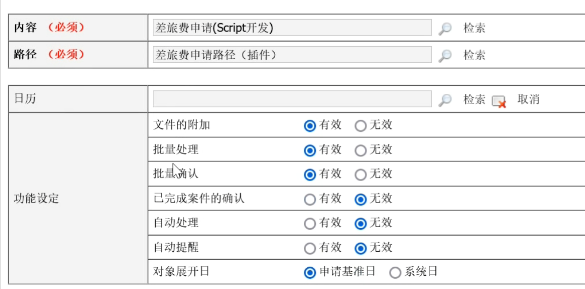 内容 （必须） 差旅费申请(Script开发) 检索
路径 （必须） 差旅费申请路径（插件） 检索
日历 检索 取消
功能设定
文件的附加 有效 无效
批量处理 有效 无效
批量确认 有效 无效
已完成案件的确认 有效 无效
自动处理 有效 无效
自动提醒 有效 无效
对象展开日 申请基准日 系统日